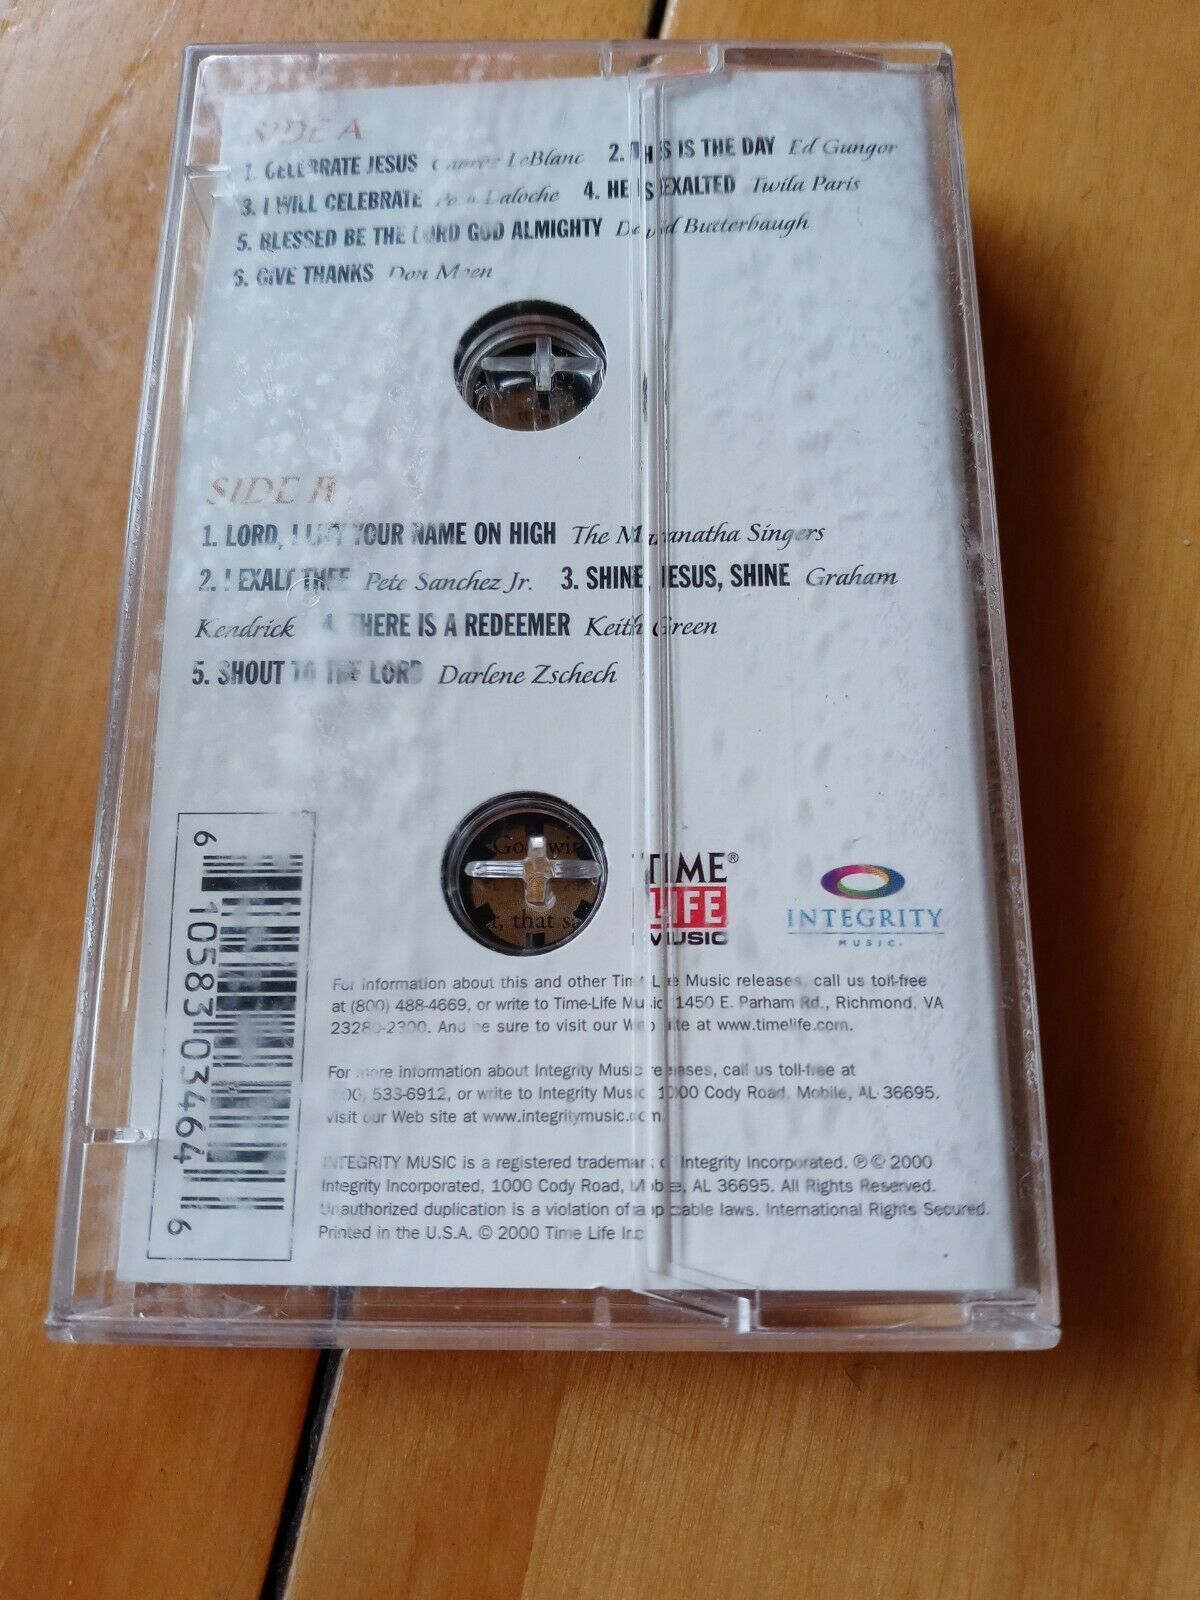 SIDE A
1. CELEBRATE JESUS LeBlanc 2. THIS IS THE DAY Ed Gungor
3. I WILL CELEBRATE Baloche 4. HE IS EXALTED Twila Paris
5. BLESSED BE THE LORD GOD ALMIGHTY David Butterbaugh
6. GIVE THANKS Don Moen
SIDE B
1. LORD, I LIFT YOUR NAME ON HIGH The Maranatha Singers
2. I EXALT THEE Pete Sanchez Jr. 3. SHINE, JESUS, SHINE Graham
Kendrick 4. THERE IS A REDEEMER Keith Green
5. SHOUT TO THE LORD Darlene Zschech
that
TIME®
LIFE
MUSIC
INTEGRITY
MUSIC.
6 10583 03464 6
For information about this and other Time Life Music releases, call us toll-free
at (800) 488-4669, or write to Time-Life Music 1450 E. Parham Rd., Richmond, VA
23280-2300. And be sure to visit our Web site at www.timelife.com.
For more information about Integrity Music releases, call us toll-free at
(800) 533-6912, or write to Integrity Music 1000 Cody Road, Mobile, AL 36695.
visit our Web site at www.integritymusic.com.
INTEGRITY MUSIC is a registered trademark of Integrity Incorporated. ℗© 2000
Integrity Incorporated, 1000 Cody Road, Mobile, AL 36695. All Rights Reserved.
Unauthorized duplication is a violation of applicable laws. International Rights Secured.
Printed in the U.S.A. © 2000 Time Life Inc